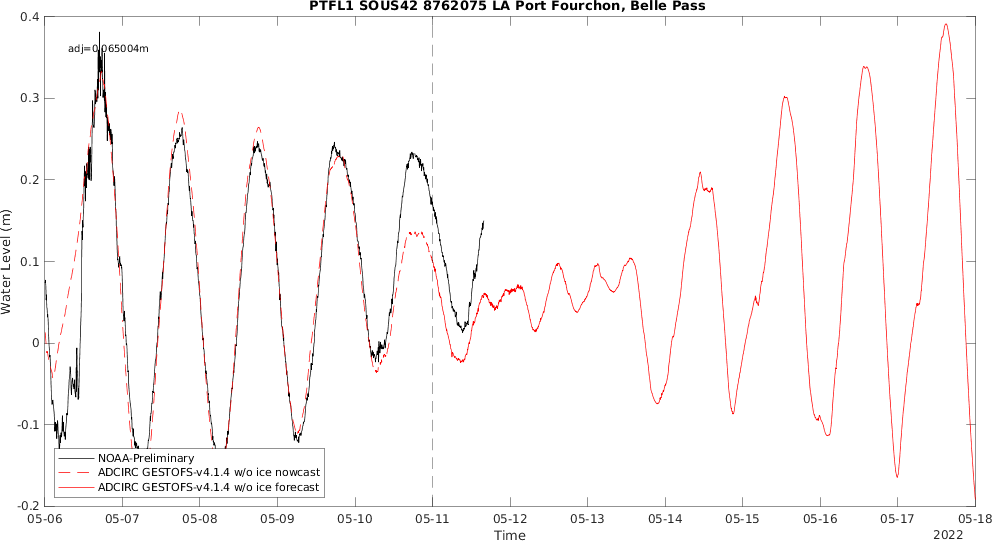 PTFL1 SOUS42 8762075 LA Port Fourchon, Belle Pass
adj=0.065004m
0.4
0.3
0.2
0.1
0
-0.1
-0.2
Water Level (m)
NOAA-Preliminary
ADCIRC GESTOFS-v4.1.4 w/o ice nowcast
ADCIRC GESTOFS-v4.1.4 w/o ice forecast
05-06 05-07 05-08 05-09 05-10 05-11 05-12 05-13 05-14 05-15 05-16 05-17 05-18
Time
2022